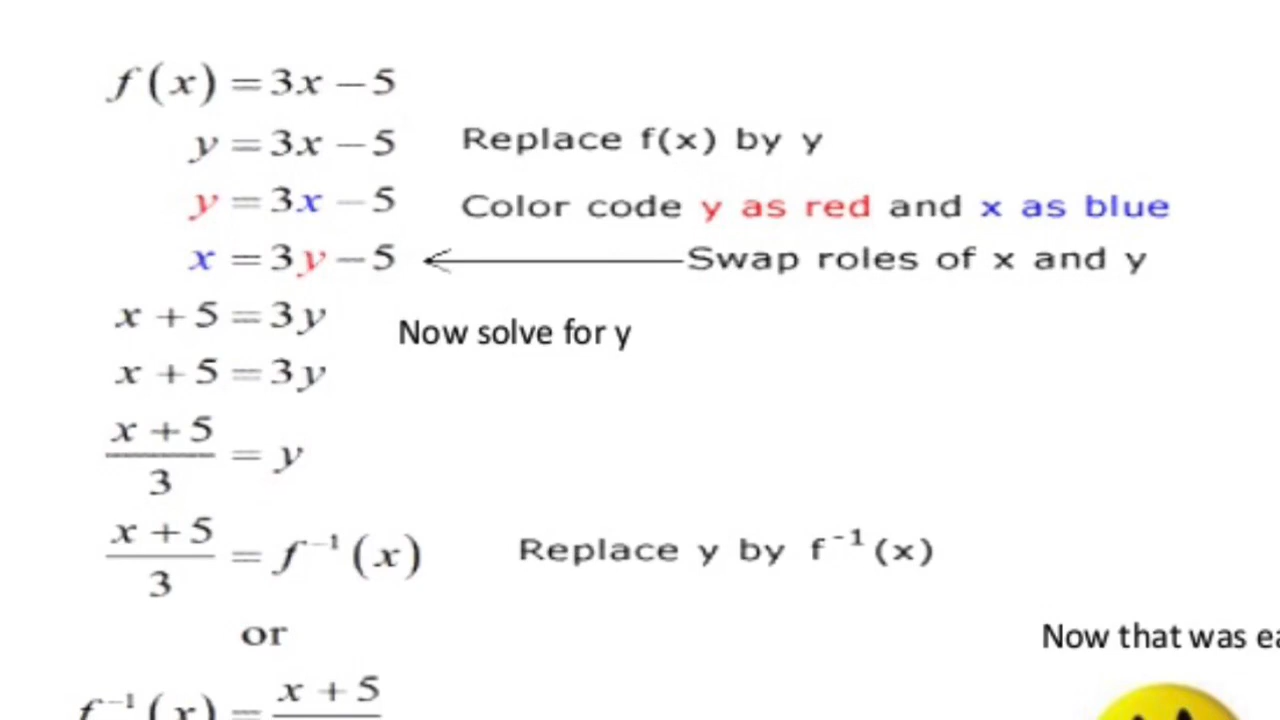 f(x) = 3x − 5
y = 3x − 5 Replace f(x) by y
y = 3x − 5 Color code y as red and x as blue
x = 3y − 5 Swap roles of x and y
x + 5 = 3y
Now solve for y
x + 5 = 3y
(x + 5)/3 = y
(x + 5)/3 = f⁻¹(x) Replace y by f⁻¹(x)
or
Now that was
f⁻¹(x) = x + 5